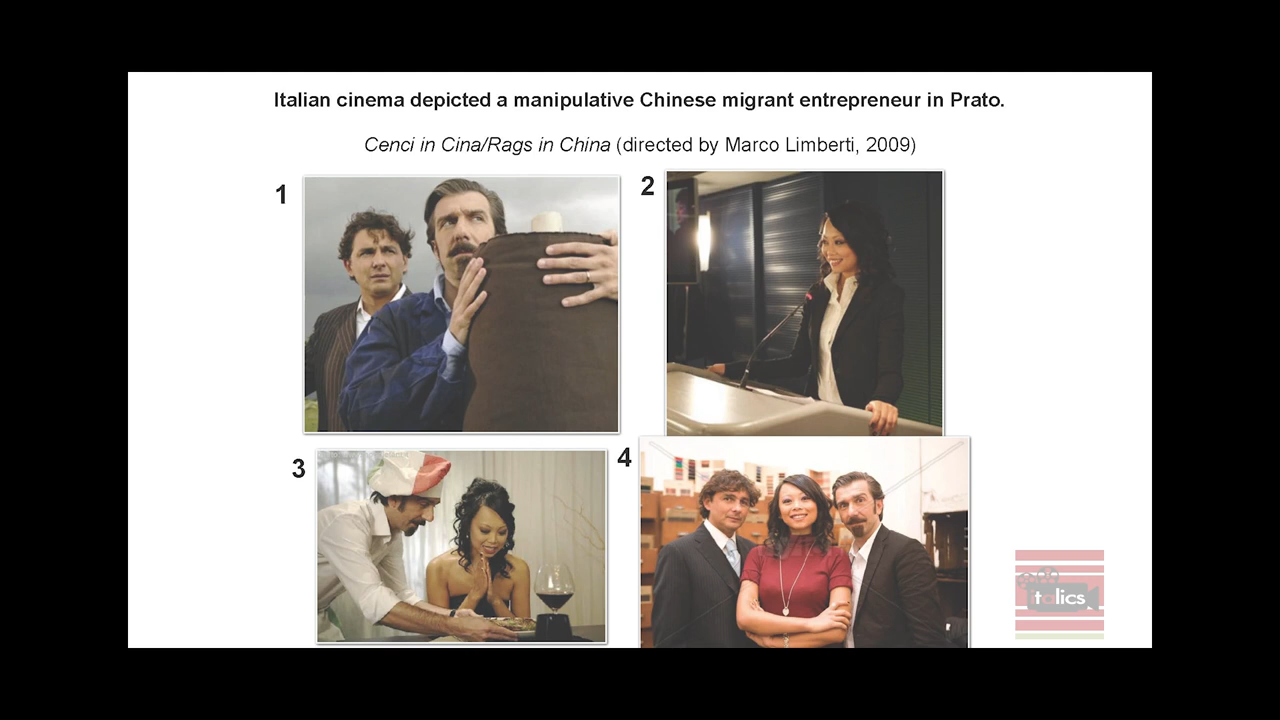 Italian cinema depicted a manipulative Chinese migrant entrepreneur in Prato.
Cenci in Cina/Rags in China (directed by Marco Limberti, 2009)
1
2
3
4
italics